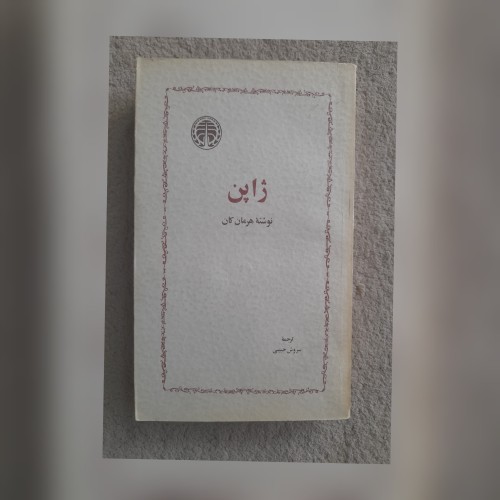 ژاپن
نوشتهٔ هرمان کان
ترجمهٔ
سروش حبیبی